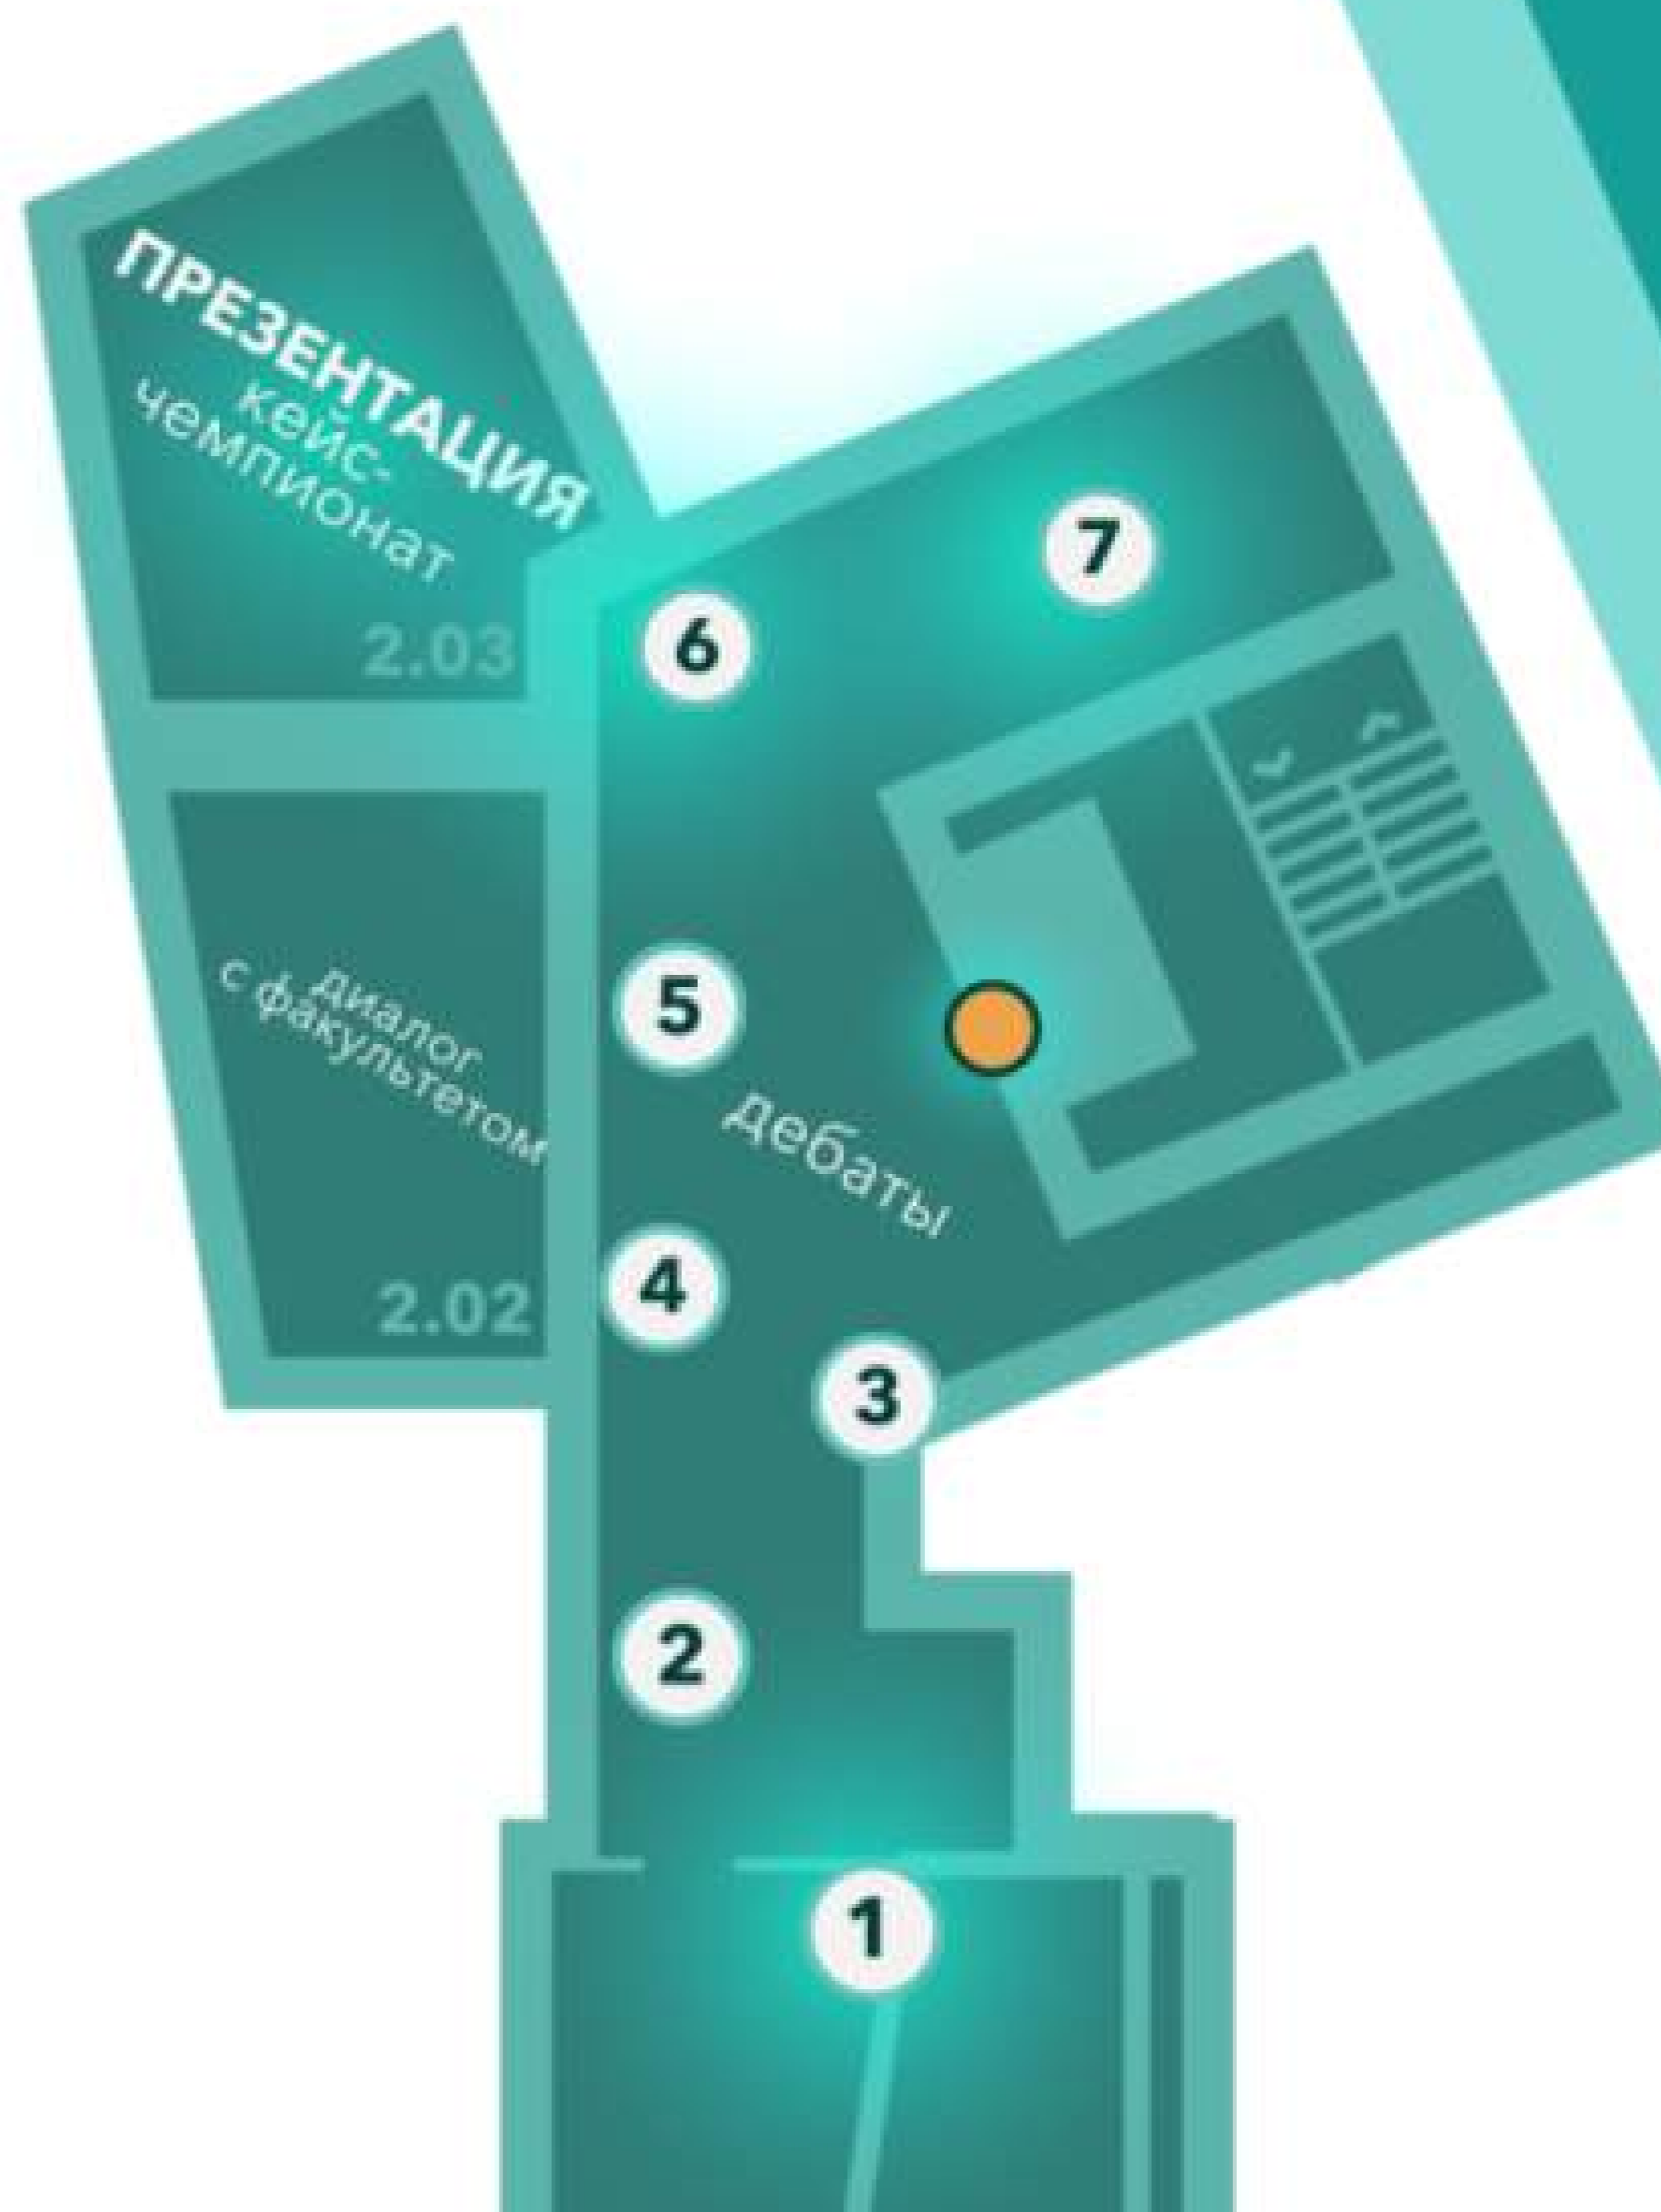 ПРЕЗЕНТАЦИЯ
кейс-
чемпионат
2.03
6
7
диалог
с факультетом
2.02
5
дебаты
4
3
2
1